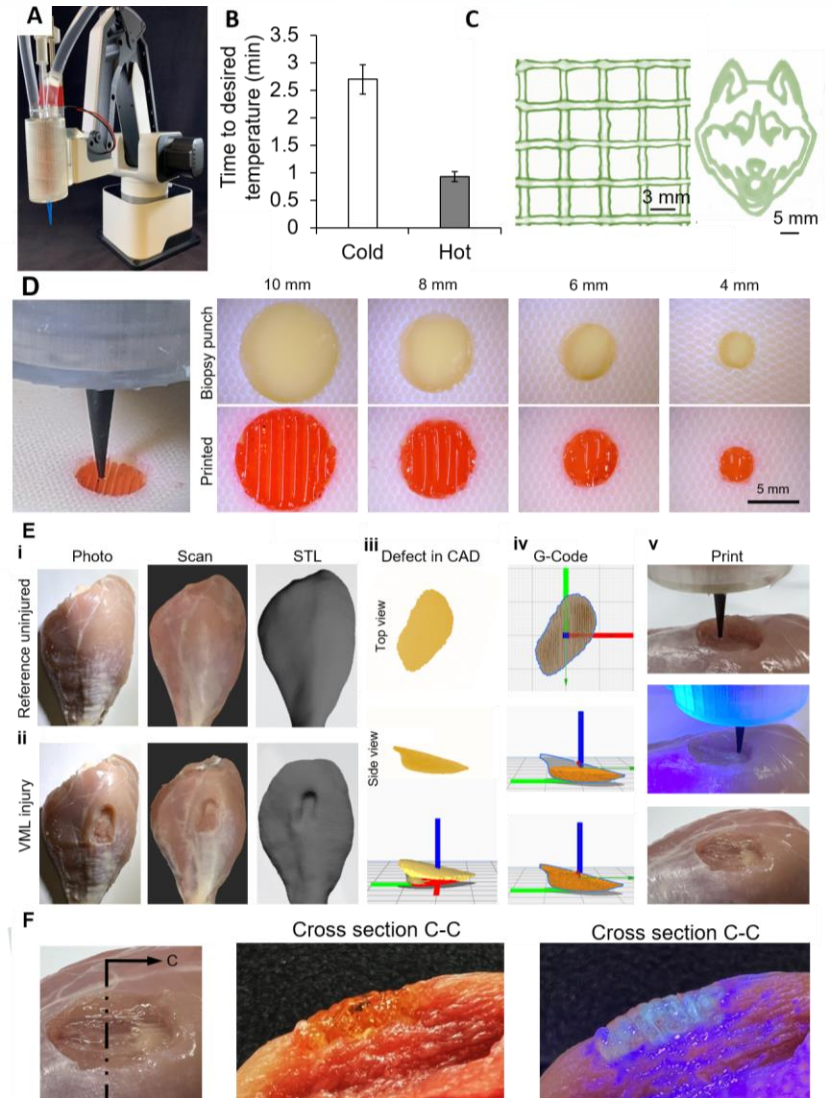 A
B
C
Time to desired
temperature (min)
3.5
3
2.5
2
1.5
1
0.5
0
Cold
Hot
3 mm
5 mm
D
10 mm
8 mm
6 mm
4 mm
Biopsy punch
Printed
5 mm
E
i
Photo
Scan
STL
iii
Defect in CAD
iv
G-Code
v
Print
Reference uninjured
Top view
ii
VML injury
Side view
F
Cross section C-C
Cross section C-C
C